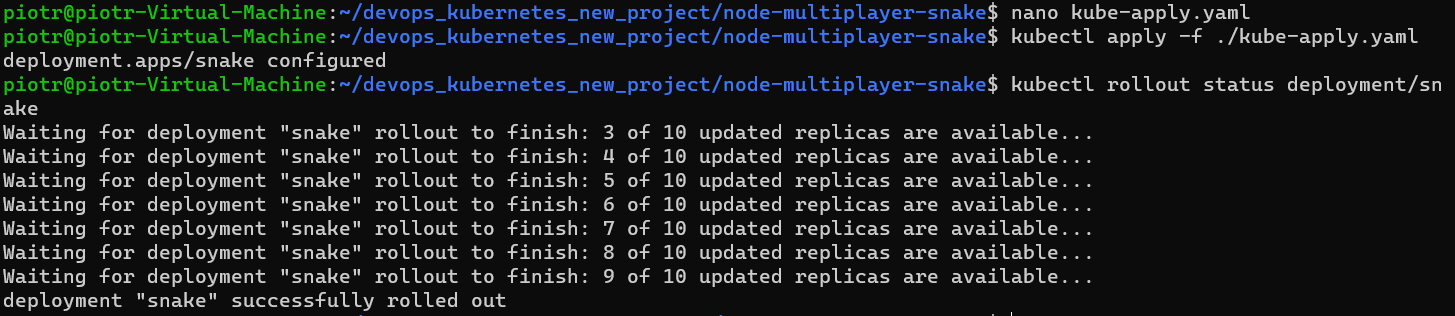 piotr@piotr-Virtual-Machine:~/devops_kubernetes_new_project/node-multiplayer-snake$ nano kube-apply.yaml
piotr@piotr-Virtual-Machine:~/devops_kubernetes_new_project/node-multiplayer-snake$ kubectl apply -f ./kube-apply.yaml
deployment.apps/snake configured
piotr@piotr-Virtual-Machine:~/devops_kubernetes_new_project/node-multiplayer-snake$ kubectl rollout status deployment/sn
ake
Waiting for deployment "snake" rollout to finish: 3 of 10 updated replicas are available...
Waiting for deployment "snake" rollout to finish: 4 of 10 updated replicas are available...
Waiting for deployment "snake" rollout to finish: 5 of 10 updated replicas are available...
Waiting for deployment "snake" rollout to finish: 6 of 10 updated replicas are available...
Waiting for deployment "snake" rollout to finish: 7 of 10 updated replicas are available...
Waiting for deployment "snake" rollout to finish: 8 of 10 updated replicas are available...
Waiting for deployment "snake" rollout to finish: 9 of 10 updated replicas are available...
deployment "snake" successfully rolled out